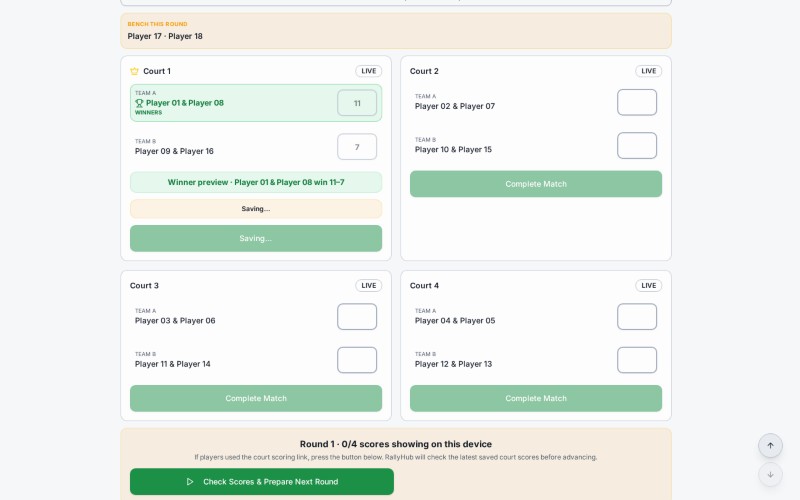 BENCH THIS ROUND
Player 17 · Player 18
Court 1
LIVE
TEAM A
Player 01 & Player 08
WINNERS
11
TEAM B
Player 09 & Player 16
7
Winner preview · Player 01 & Player 08 win 11–7
Saving...
Saving...
Court 2
LIVE
TEAM A
Player 02 & Player 07
TEAM B
Player 10 & Player 15
Complete Match
Court 3
LIVE
TEAM A
Player 03 & Player 06
TEAM B
Player 11 & Player 14
Complete Match
Court 4
LIVE
TEAM A
Player 04 & Player 05
TEAM B
Player 12 & Player 13
Complete Match
Round 1 · 0/4 scores showing on this device
If players used the court scoring link, press the button below. RallyHub will check the latest saved court scores before advancing.
Check Scores & Prepare Next Round